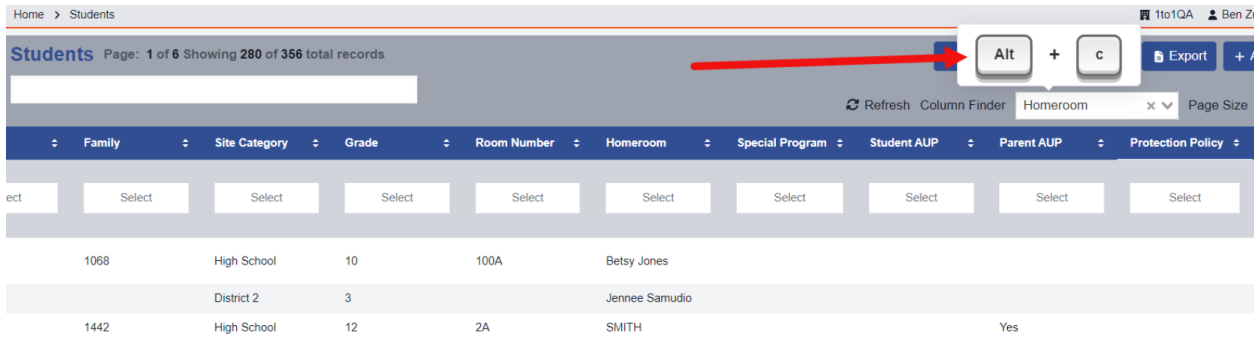 Home > Students 1to1QA Ben Z
Students Page: 1 of 6 Showing 280 of 356 total records
Alt + c Export +
Refresh Column Finder Homeroom Page Size
Family Site Category Grade Room Number Homeroom Special Program Student AUP Parent AUP Protection Policy
ect Select Select Select Select Select Select Select Select Select
1068 High School 10 100A Betsy Jones
District 2 3 Jennee Samudio
1442 High School 12 2A SMITH Yes